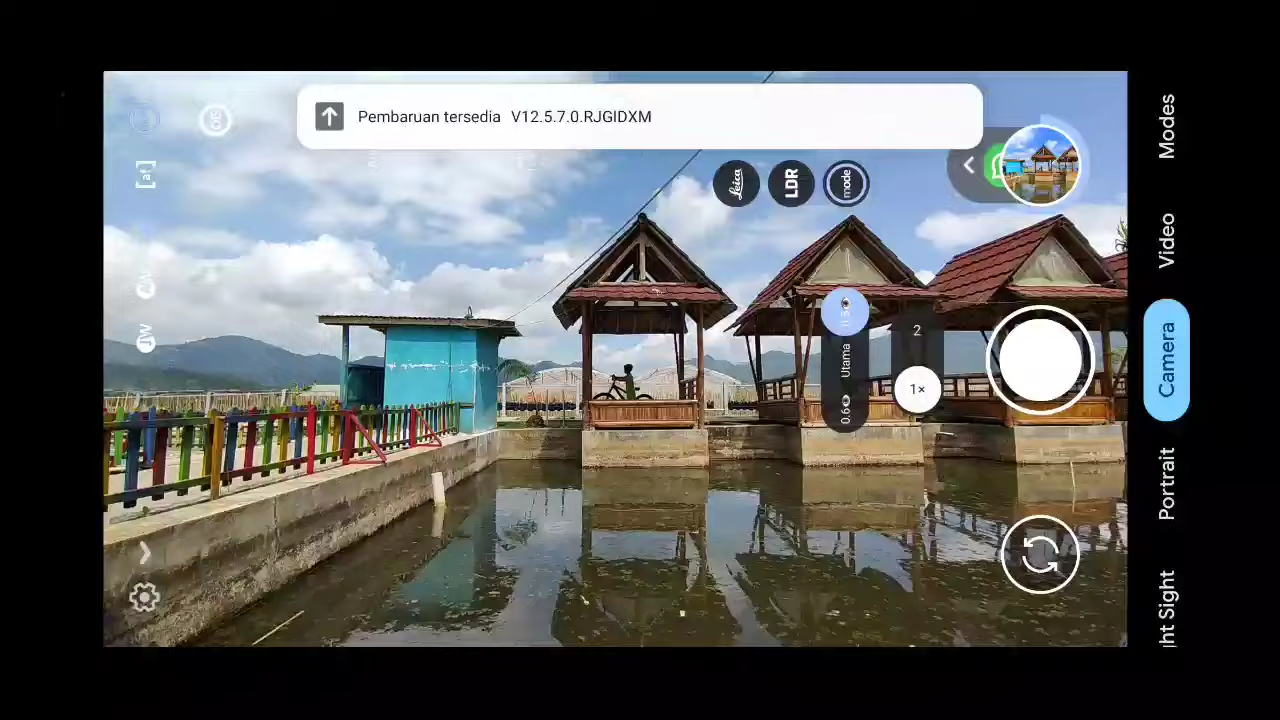 Pembaruan tersedia V12.5.7.0.RJGIDXM
Leica
LDR
mode
[af]
2
1×
Utama
0.6
Modes
Video
Camera
Portrait
ht Sight